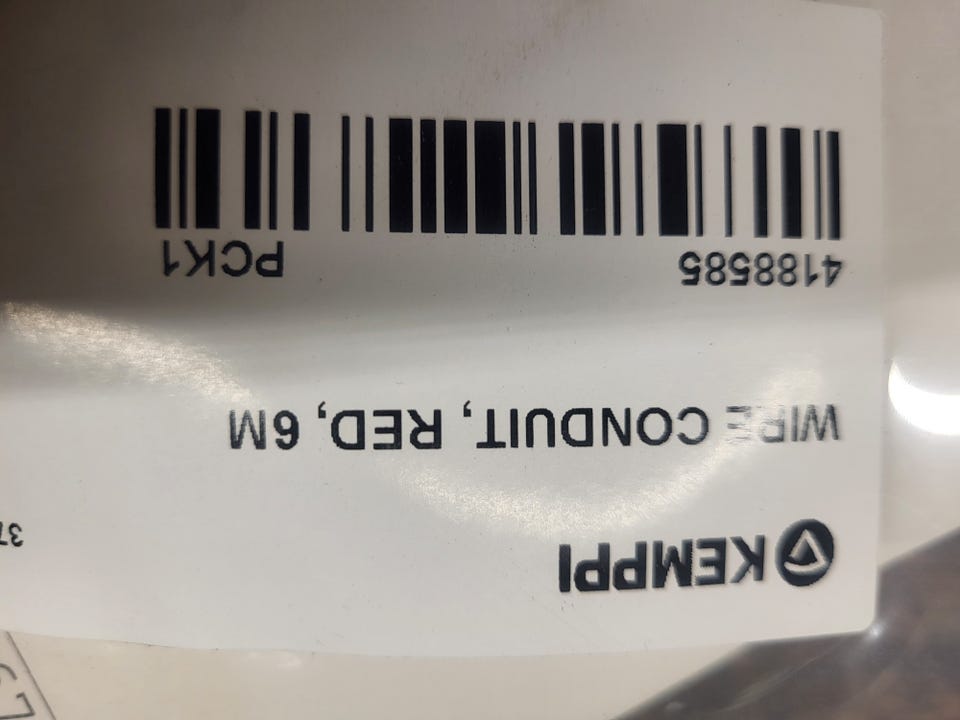 KEMPPI
WIRE CONDUIT, RED, 6M
4188585 PCK1